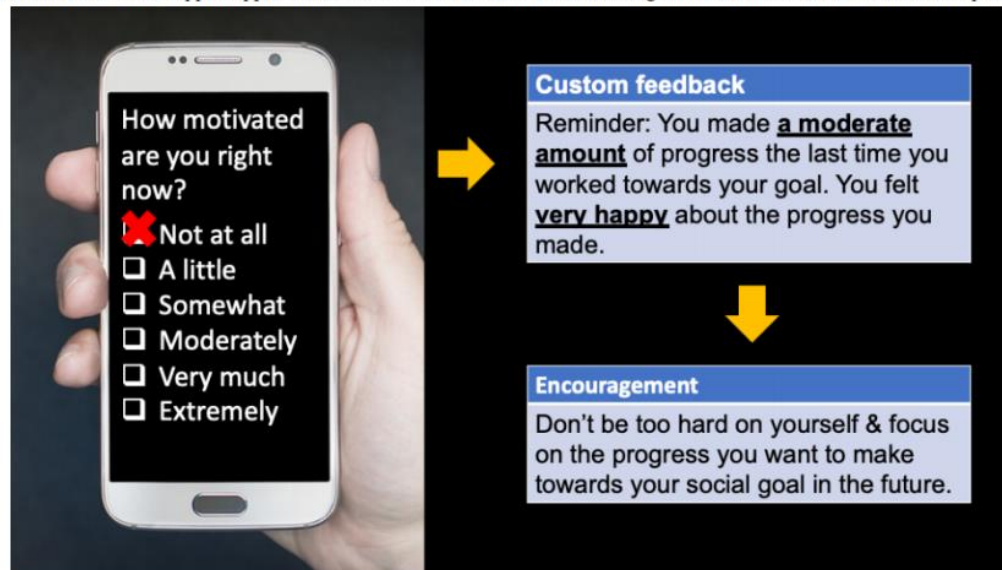 How motivated
are you right
now?
Not at all
A little
Somewhat
Moderately
Very much
Extremely
Custom feedback
Reminder: You made a moderate
amount of progress the last time you
worked towards your goal. You felt
very happy about the progress you
made.
Encouragement
Don't be too hard on yourself & focus
on the progress you want to make
towards your social goal in the future.